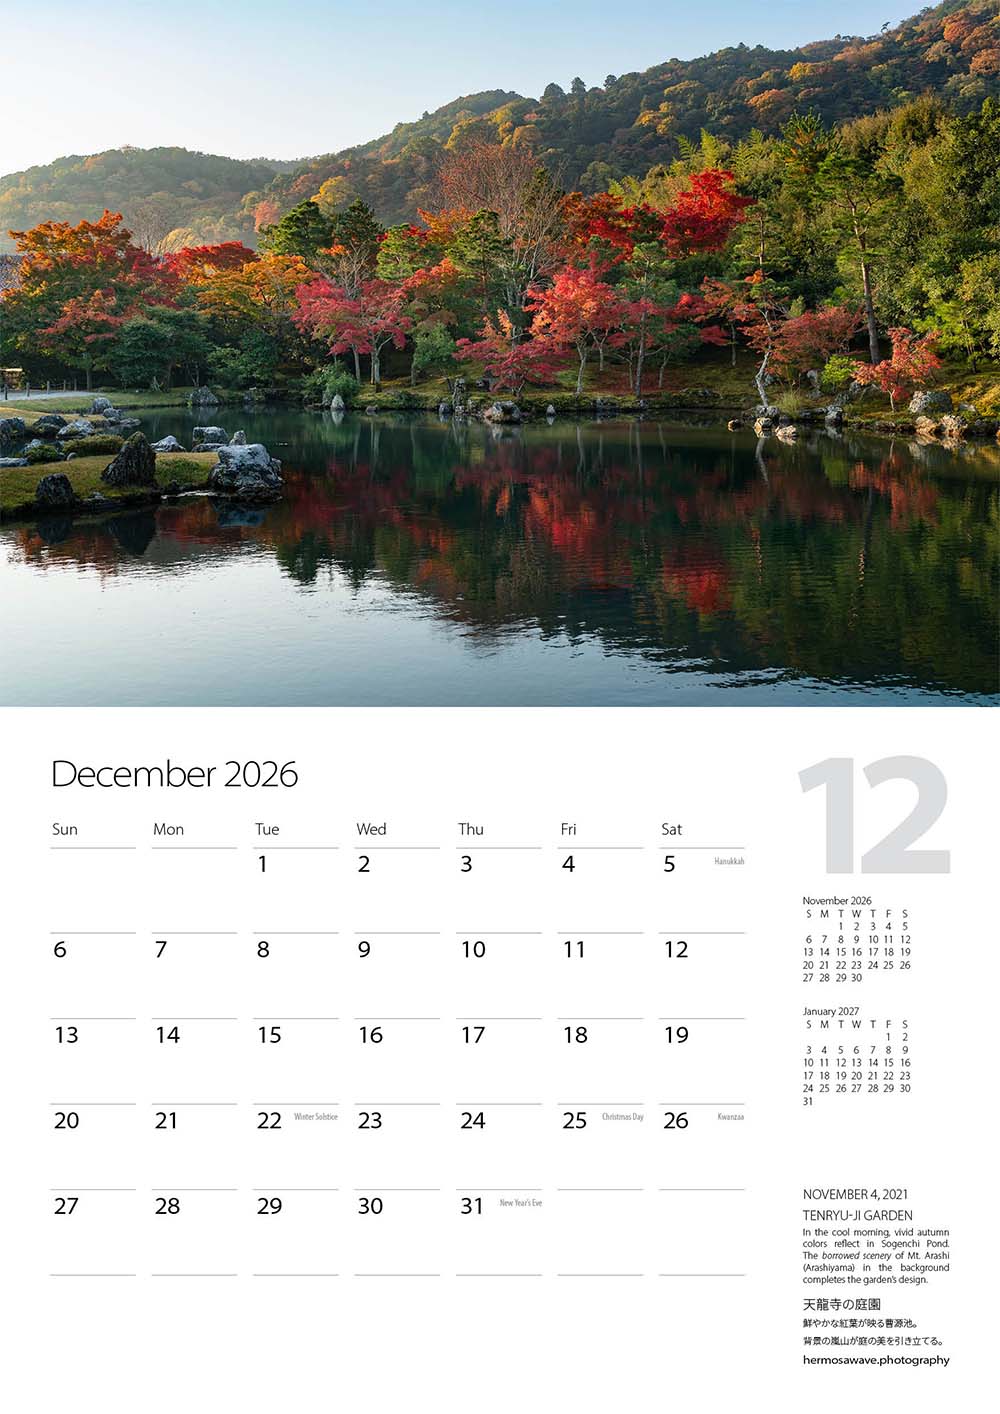 December 2026
12
Sun Mon Tue Wed Thu Fri Sat
1 2 3 4 5 Hanukkah
6 7 8 9 10 11 12
13 14 15 16 17 18 19
20 21 22 Winter Solstice 23 24 25 Christmas Day 26 Kwanzaa
27 28 29 30 31 New Year's Eve
November 2026
S M T W T F S
1 2 3 4 5
6 7 8 9 10 11 12
13 14 15 16 17 18 19
20 21 22 23 24 25 26
27 28 29 30
January 2027
S M T W T F S
1 2
3 4 5 6 7 8 9
10 11 12 13 14 15 16
17 18 19 20 21 22 23
24 25 26 27 28 29 30
31
NOVEMBER 4, 2021
TENRYU-JI GARDEN
In the cool morning, vivid autumn
colors reflect in Sogenchi Pond.
The borrowed scenery of Mt. Arashi
(Arashiyama) in the background
completes the garden's design.
天龍寺の庭園
鮮やかな紅葉が映る曹源池。
背景の嵐山が庭の美を引き立てる。
hermosawave.photography